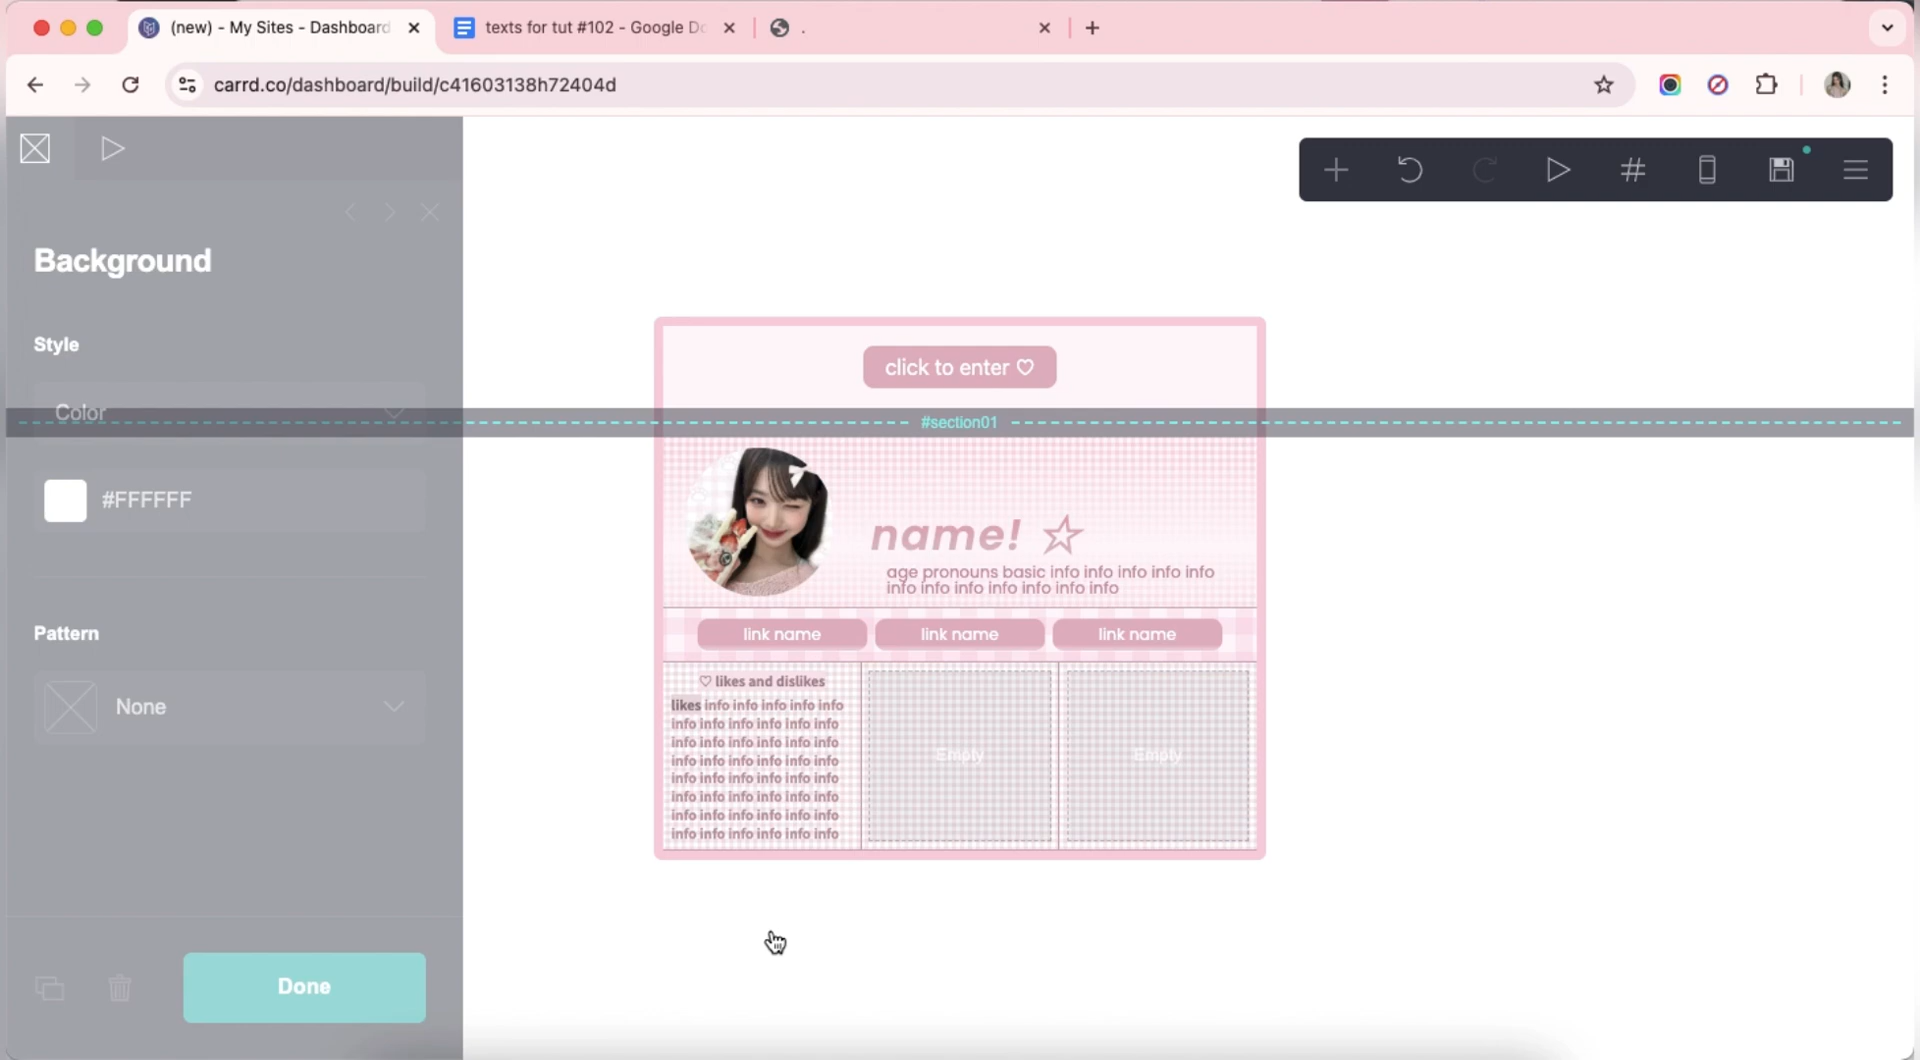 (new) - My Sites - Dashboard
texts for tut #102 - Google Do
.
carrd.co/dashboard/build/c41603138h72404d
Background
Style
Color
#FFFFFF
Pattern
None
Done
click to enter ♡
#section01
name! ☆
age pronouns basic info info info info info
info info info info info info info
link name
link name
link name
♡ likes and dislikes
likes info info info info info
info info info info info info
info info info info info info
info info info info info info
info info info info info info
info info info info info info
info info info info info info
info info info info info info
Empty
Empty